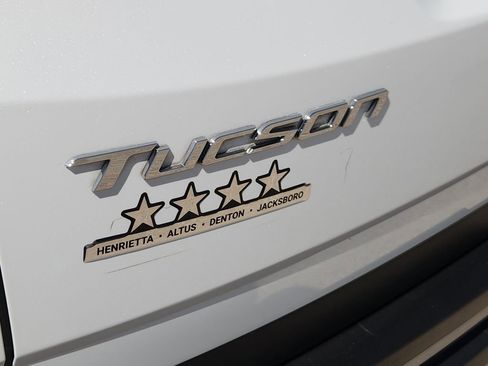 TUCSON
HENRIETTA • ALTUS • DENTON • JACKSBORO